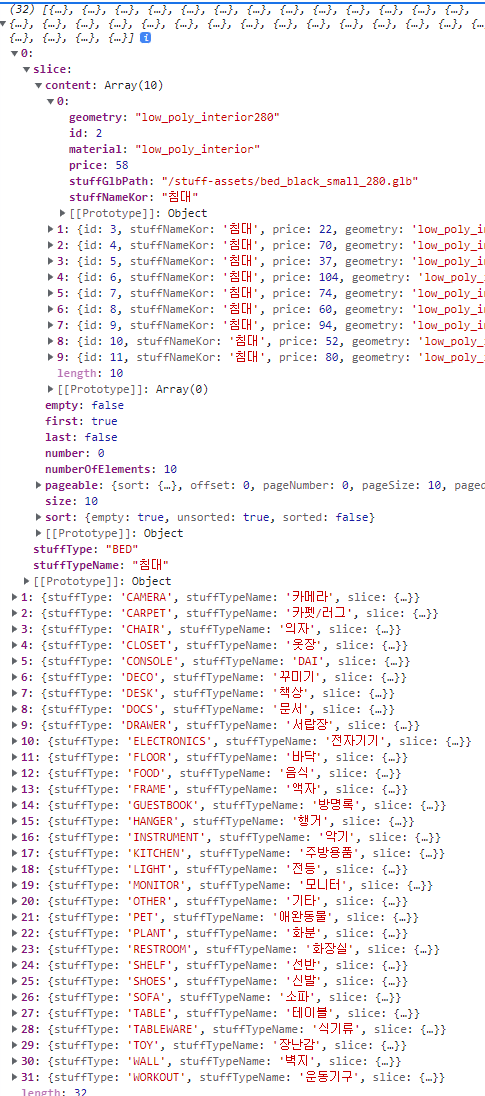 (32) [{…}, {…}, {…}, {…}, {…}, {…}, {…}, {…}, {…}, {…}, {…}, {…}, {…},
{…}, {…}, {…}, {…}, {…}, {…}, {…}, {…}, {…}, {…}, {…}, {…}, {…}, {…}, {…},
{…}, {…}, {…}, {…}] i
0:
slice:
content: Array(10)
0:
geometry: "low_poly_interior280"
id: 2
material: "low_poly_interior"
price: 58
stuffGlbPath: "/stuff-assets/bed_black_small_280.glb"
stuffNameKor: "침대"
[[Prototype]]: Object
1: {id: 3, stuffNameKor: '침대', price: 22, geometry: 'low_poly_in
2: {id: 4, stuffNameKor: '침대', price: 70, geometry: 'low_poly_in
3: {id: 5, stuffNameKor: '침대', price: 37, geometry: 'low_poly_in
4: {id: 6, stuffNameKor: '침대', price: 104, geometry: 'low_poly_i
5: {id: 7, stuffNameKor: '침대', price: 74, geometry: 'low_poly_in
6: {id: 8, stuffNameKor: '침대', price: 60, geometry: 'low_poly_in
7: {id: 9, stuffNameKor: '침대', price: 94, geometry: 'low_poly_in
8: {id: 10, stuffNameKor: '침대', price: 52, geometry: 'low_poly_i
9: {id: 11, stuffNameKor: '침대', price: 80, geometry: 'low_poly_i
length: 10
[[Prototype]]: Array(0)
empty: false
first: true
last: false
number: 0
numberOfElements: 10
pageable: {sort: {…}, offset: 0, pageNumber: 0, pageSize: 10, paged
size: 10
sort: {empty: true, unsorted: true, sorted: false}
[[Prototype]]: Object
stuffType: "BED"
stuffTypeName: "침대"
[[Prototype]]: Object
1: {stuffType: 'CAMERA', stuffTypeName: '카메라', slice: {…}}
2: {stuffType: 'CARPET', stuffTypeName: '카펫/러그', slice: {…}}
3: {stuffType: 'CHAIR', stuffTypeName: '의자', slice: {…}}
4: {stuffType: 'CLOSET', stuffTypeName: '옷장', slice: {…}}
5: {stuffType: 'CONSOLE', stuffTypeName: 'DAI', slice: {…}}
6: {stuffType: 'DECO', stuffTypeName: '꾸미기', slice: {…}}
7: {stuffType: 'DESK', stuffTypeName: '책상', slice: {…}}
8: {stuffType: 'DOCS', stuffTypeName: '문서', slice: {…}}
9: {stuffType: 'DRAWER', stuffTypeName: '서랍장', slice: {…}}
10: {stuffType: 'ELECTRONICS', stuffTypeName: '전자기기', slice: {…}}
11: {stuffType: 'FLOOR', stuffTypeName: '바닥', slice: {…}}
12: {stuffType: 'FOOD', stuffTypeName: '음식', slice: {…}}
13: {stuffType: 'FRAME', stuffTypeName: '액자', slice: {…}}
14: {stuffType: 'GUESTBOOK', stuffTypeName: '방명록', slice: {…}}
15: {stuffType: 'HANGER', stuffTypeName: '행거', slice: {…}}
16: {stuffType: 'INSTRUMENT', stuffTypeName: '악기', slice: {…}}
17: {stuffType: 'KITCHEN', stuffTypeName: '주방용품', slice: {…}}
18: {stuffType: 'LIGHT', stuffTypeName: '전등', slice: {…}}
19: {stuffType: 'MONITOR', stuffTypeName: '모니터', slice: {…}}
20: {stuffType: 'OTHER', stuffTypeName: '기타', slice: {…}}
21: {stuffType: 'PET', stuffTypeName: '애완동물', slice: {…}}
22: {stuffType: 'PLANT', stuffTypeName: '화분', slice: {…}}
23: {stuffType: 'RESTROOM', stuffTypeName: '화장실', slice: {…}}
24: {stuffType: 'SHELF', stuffTypeName: '선반', slice: {…}}
25: {stuffType: 'SHOES', stuffTypeName: '신발', slice: {…}}
26: {stuffType: 'SOFA', stuffTypeName: '소파', slice: {…}}
27: {stuffType: 'TABLE', stuffTypeName: '테이블', slice: {…}}
28: {stuffType: 'TABLEWARE', stuffTypeName: '식기류', slice: {…}}
29: {stuffType: 'TOY', stuffTypeName: '장난감', slice: {…}}
30: {stuffType: 'WALL', stuffTypeName: '벽지', slice: {…}}
31: {stuffType: 'WORKOUT', stuffTypeName: '운동기구', slice: {…}}
length: 32